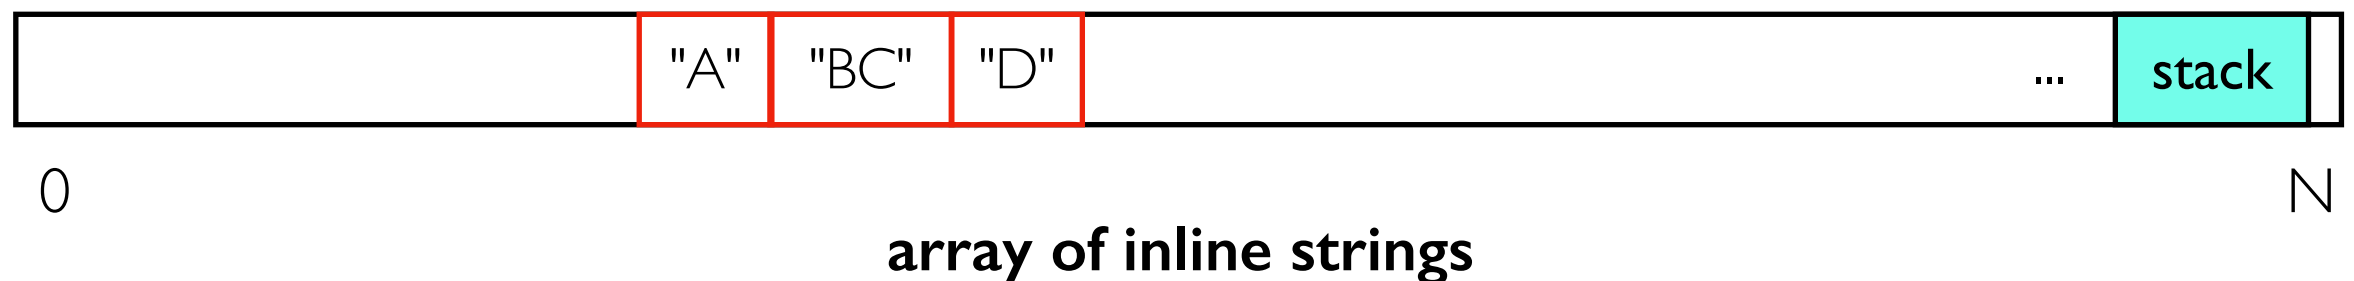 "A" "BC" "D" ... stack
0 N
array of inline strings